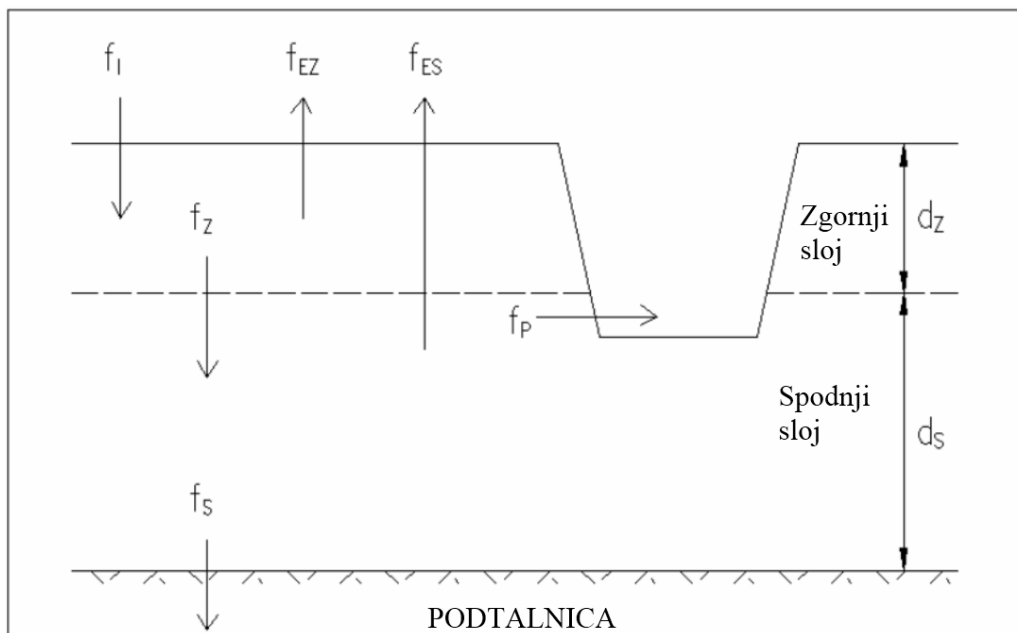 f_I
f_EZ
f_ES
f_Z
Zgornji
sloj
d_Z
f_P
Spodnji
sloj
d_S
f_S
PODTALNICA